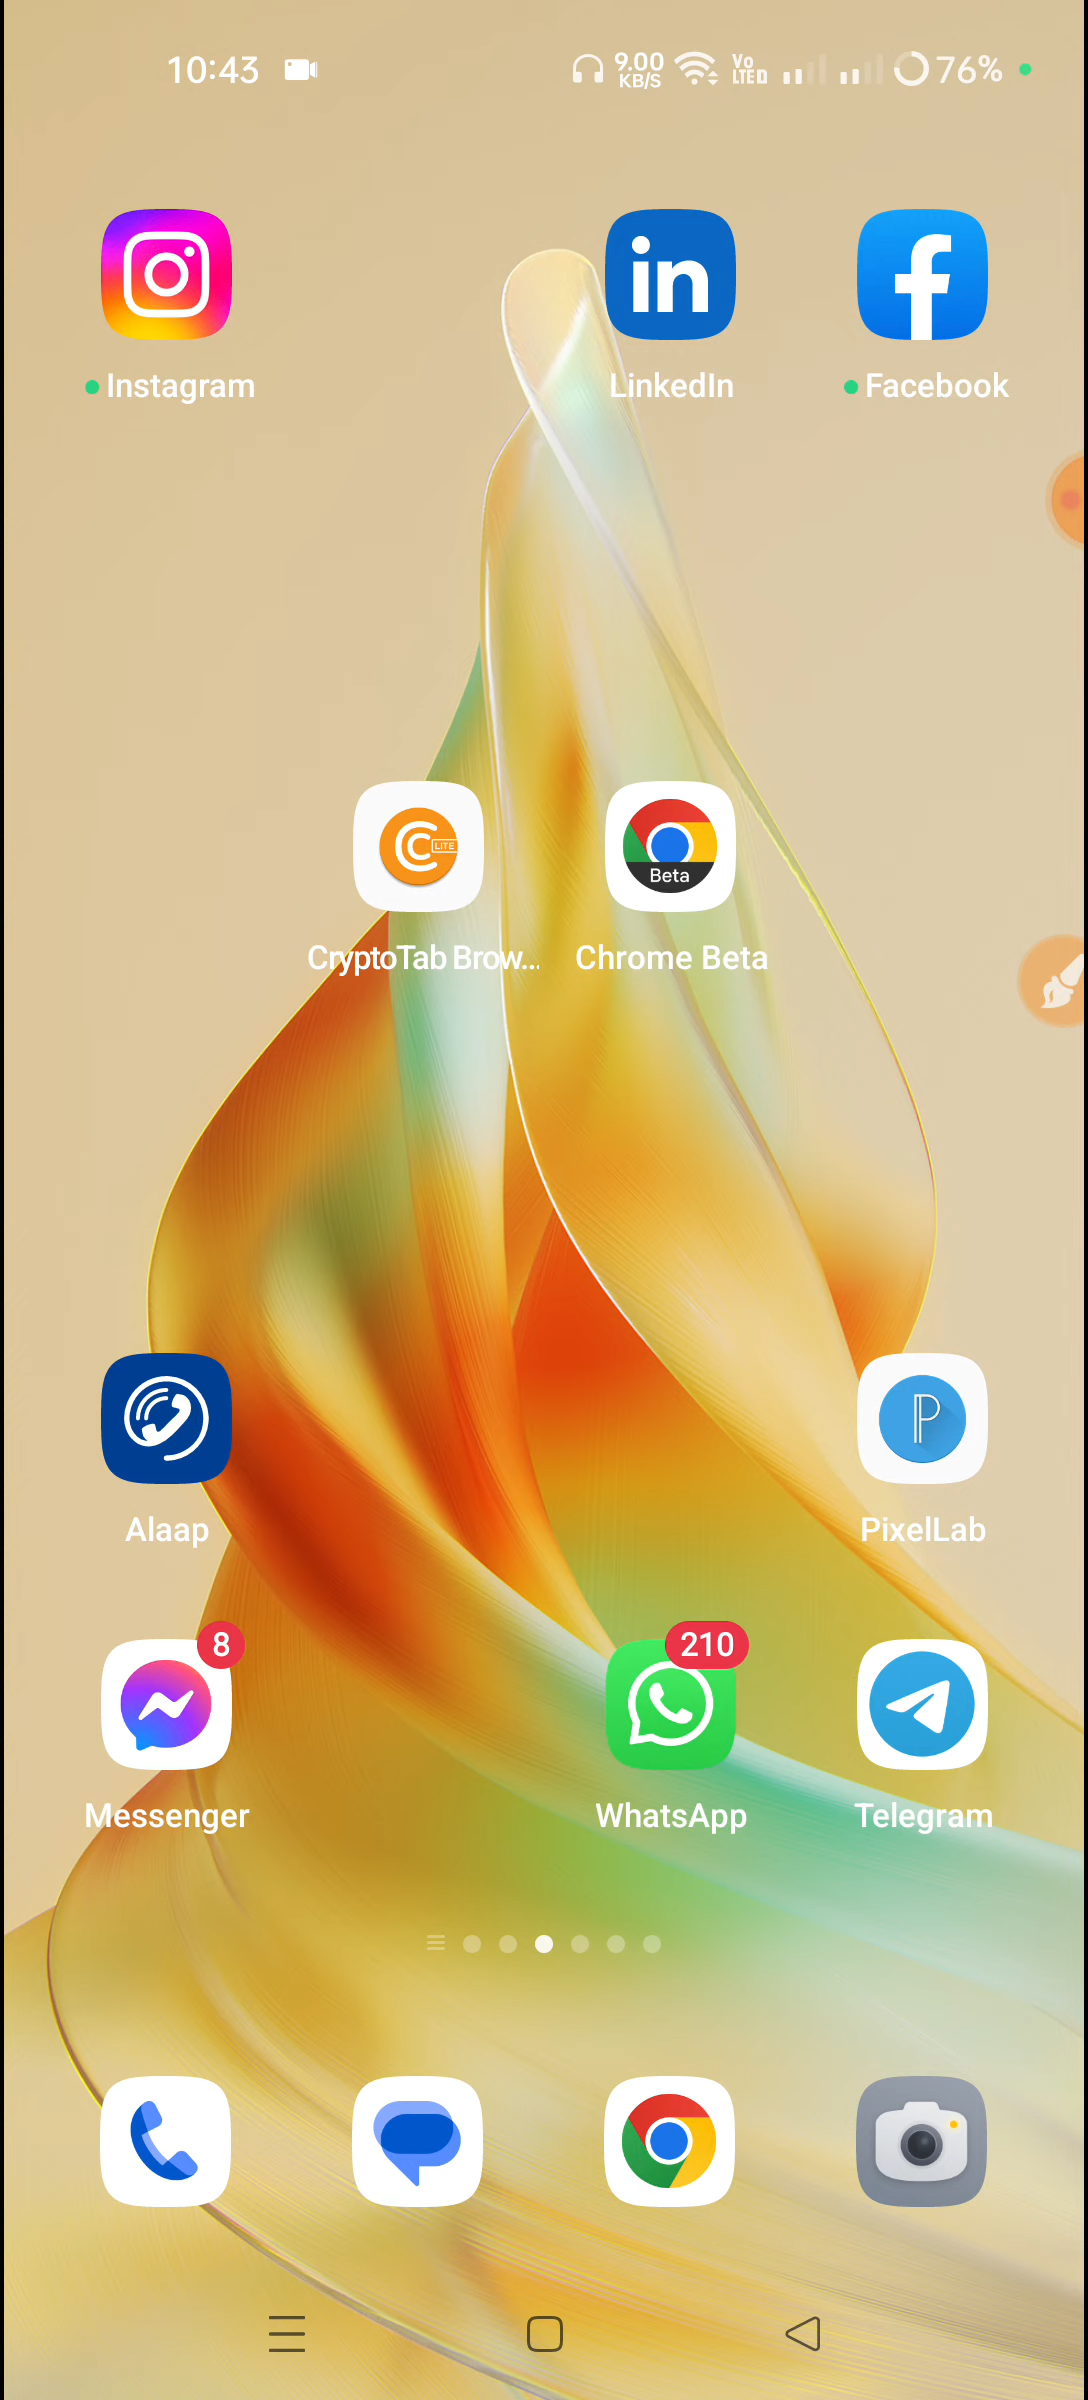 10:43 9.00 KB/S Vo LTE 76%
Instagram LinkedIn Facebook
LITE Beta
CryptoTab Brow... Chrome Beta
Alaap PixelLab
8 210
Messenger WhatsApp Telegram